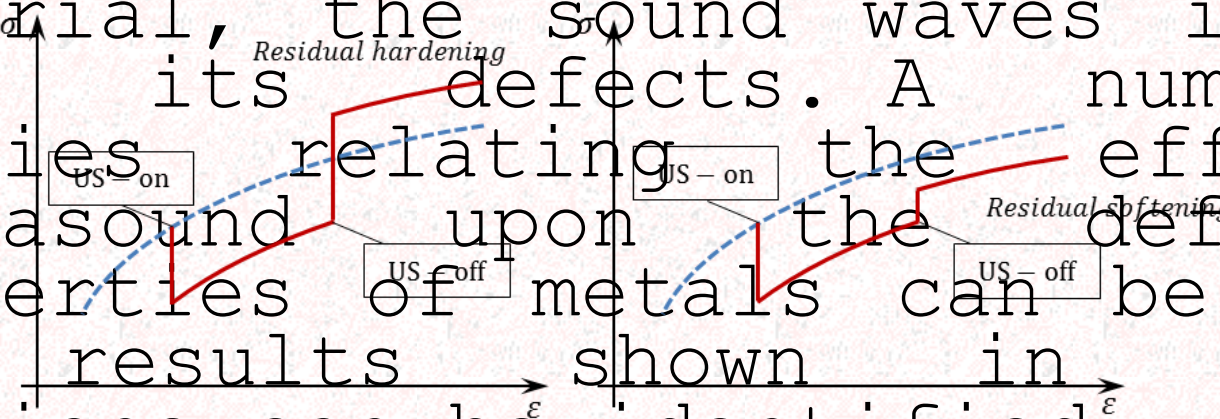 rial, the sound waves i
σ σ
Residual hardening
its defects. A num
ies relating the eff
US – on US – on
asound upon the def
Residual softening
US – off US – off
erties of metals can be
results shown in
ε ε